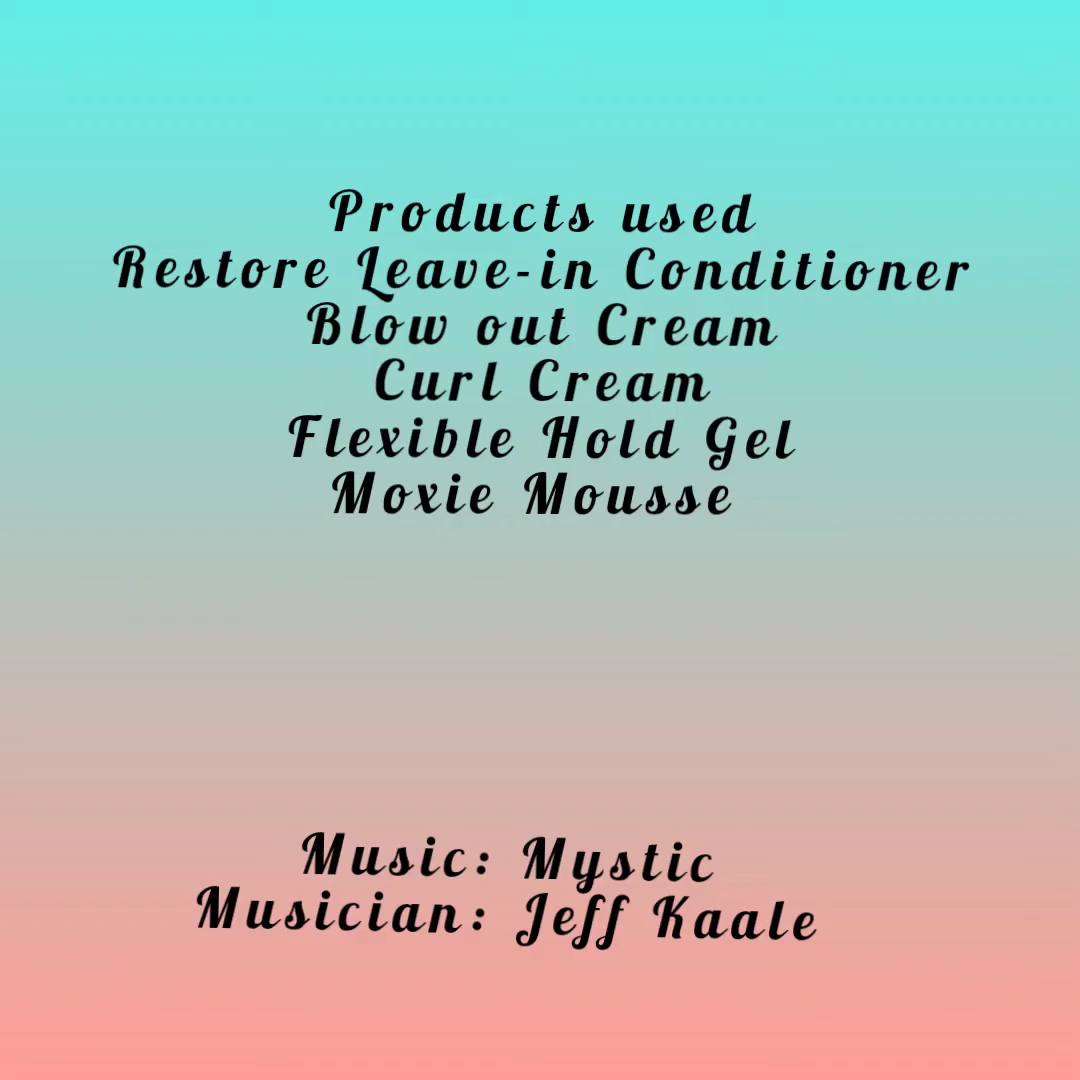 Products used
Restore Leave-in Conditioner
Blow out Cream
Curl Cream
Flexible Hold Gel
Moxie Mousse
Music: Mystic
Musician: Jeff Kaale